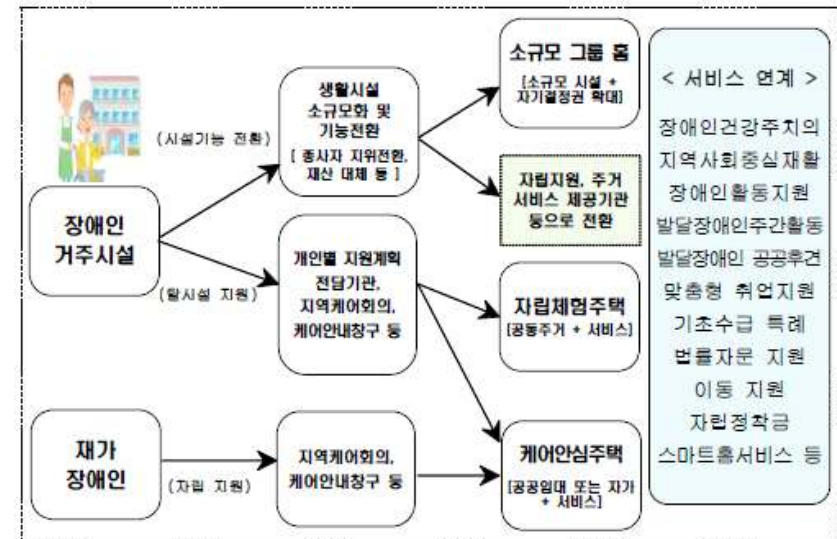 장애인
거주시설
(시설기능 전환)
(탈시설 지원)
생활시설
소규모화 및
기능전환
[ 종사자 지위전환,
재산 대체 등 ]
개인별 지원계획
전담기관,
지역케어회의,
케어안내창구 등
소규모 그룹 홈
[소규모 시설 +
자기결정권 확대]
자립지원, 주거
서비스 제공기관
등으로 전환
자립체험주택
[공동주거 + 서비스]
재가
장애인
(자립 지원)
지역케어회의,
케어안내창구 등
케어안심주택
[공공임대 또는 자가
+ 서비스]
< 서비스 연계 >
장애인건강주치의
지역사회중심재활
장애인활동지원
발달장애인주간활동
발달장애인 공공후견
맞춤형 취업지원
기초수급 특례
법률자문 지원
이동 지원
자립정착금
스마트홈서비스 등